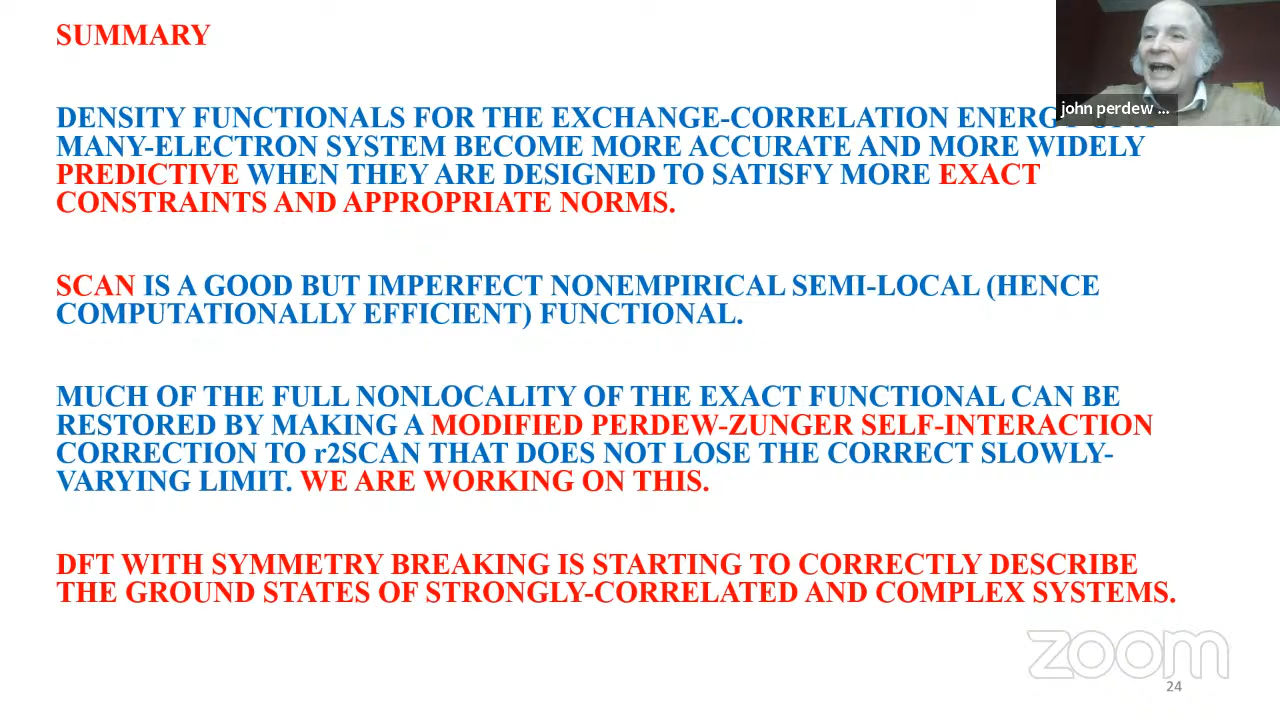 SUMMARY
john perdew ...
DENSITY FUNCTIONALS FOR THE EXCHANGE-CORRELATION ENERGY
MANY-ELECTRON SYSTEM BECOME MORE ACCURATE AND MORE WIDELY
PREDICTIVE WHEN THEY ARE DESIGNED TO SATISFY MORE EXACT
CONSTRAINTS AND APPROPRIATE NORMS.
SCAN IS A GOOD BUT IMPERFECT NONEMPIRICAL SEMI-LOCAL (HENCE
COMPUTATIONALLY EFFICIENT) FUNCTIONAL.
MUCH OF THE FULL NONLOCALITY OF THE EXACT FUNCTIONAL CAN BE
RESTORED BY MAKING A MODIFIED PERDEW-ZUNGER SELF-INTERACTION
CORRECTION TO r2SCAN THAT DOES NOT LOSE THE CORRECT SLOWLY-
VARYING LIMIT. WE ARE WORKING ON THIS.
DFT WITH SYMMETRY BREAKING IS STARTING TO CORRECTLY DESCRIBE
THE GROUND STATES OF STRONGLY-CORRELATED AND COMPLEX SYSTEMS.
zoom
24